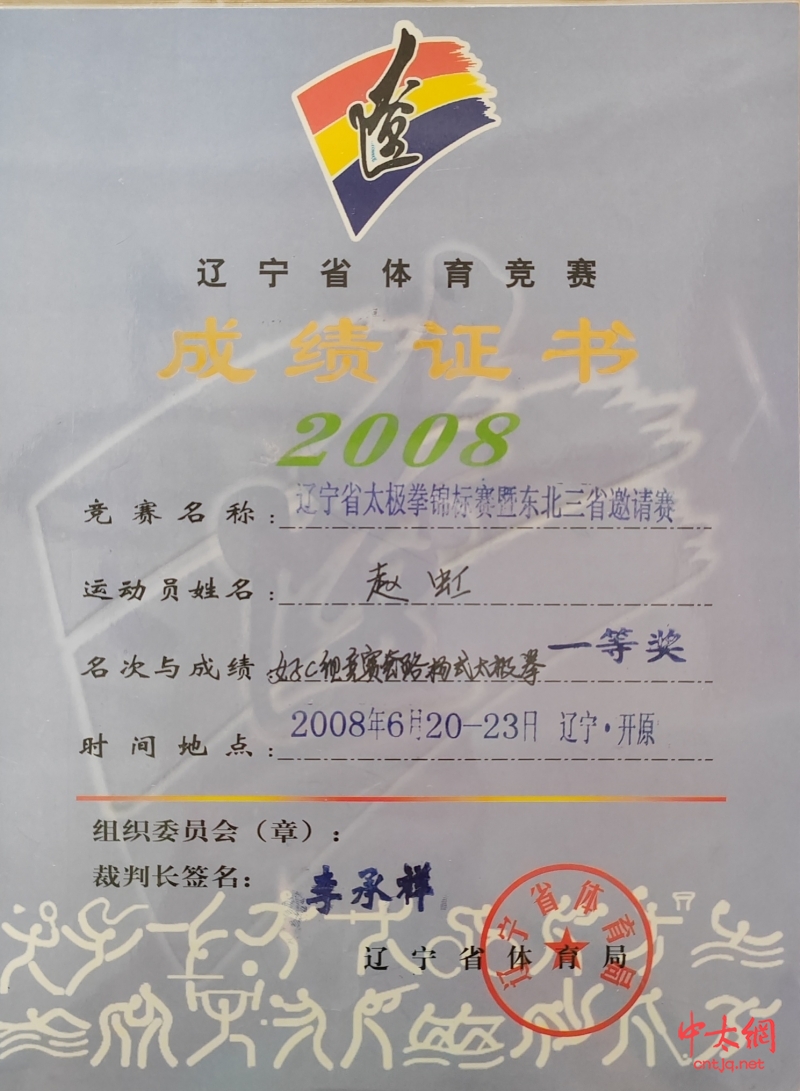 辽
辽宁省体育竞赛
成绩证书
2008
竞赛名称：辽宁省太极拳锦标赛暨东北三省邀请赛
运动员姓名：赵虹
名次与成绩：女子C组竞赛套路杨式太极拳 一等奖
时间地点：2008年6月20-23日 辽宁·开原
组织委员会（章）：
裁判长签名：李承祥
辽宁省体育局
辽宁省体育局
中太網
cntjq.net